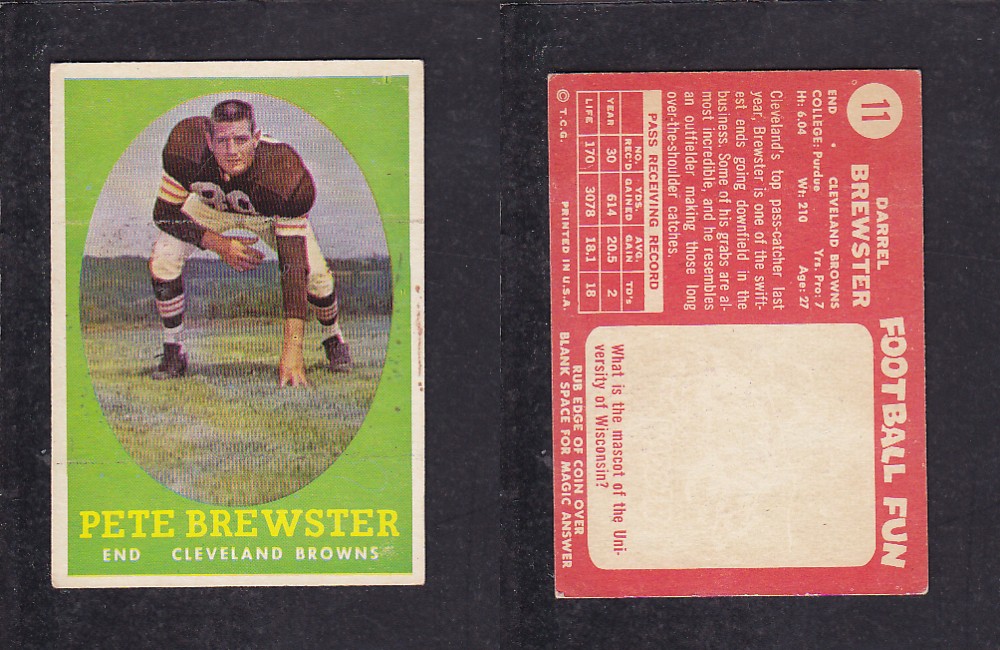 PETE BREWSTER
END CLEVELAND BROWNS
11
DARREL
BREWSTER
END • CLEVELAND BROWNS
COLLEGE: Purdue Yrs. Pro: 7
Ht: 6.04 Wt: 210 Age: 27
Cleveland's top pass-catcher last
year, Brewster is one of the swift-
est ends going downfield in the
business. Some of his grabs are al-
most incredible, and he resembles
an outfielder making those long
over-the-shoulder catches.
PASS RECEIVING RECORD
NO. REC'D YDS. GAINED AVG. GAIN TD's
YEAR 30 614 20.5 2
LIFE 170 3078 18.1 18
© T.C.G. PRINTED IN U.S.A.
FOOTBALL FUN
What is the mascot of the Uni-
versity of Wisconsin?
RUB EDGE OF COIN OVER
BLANK SPACE FOR MAGIC ANSWER